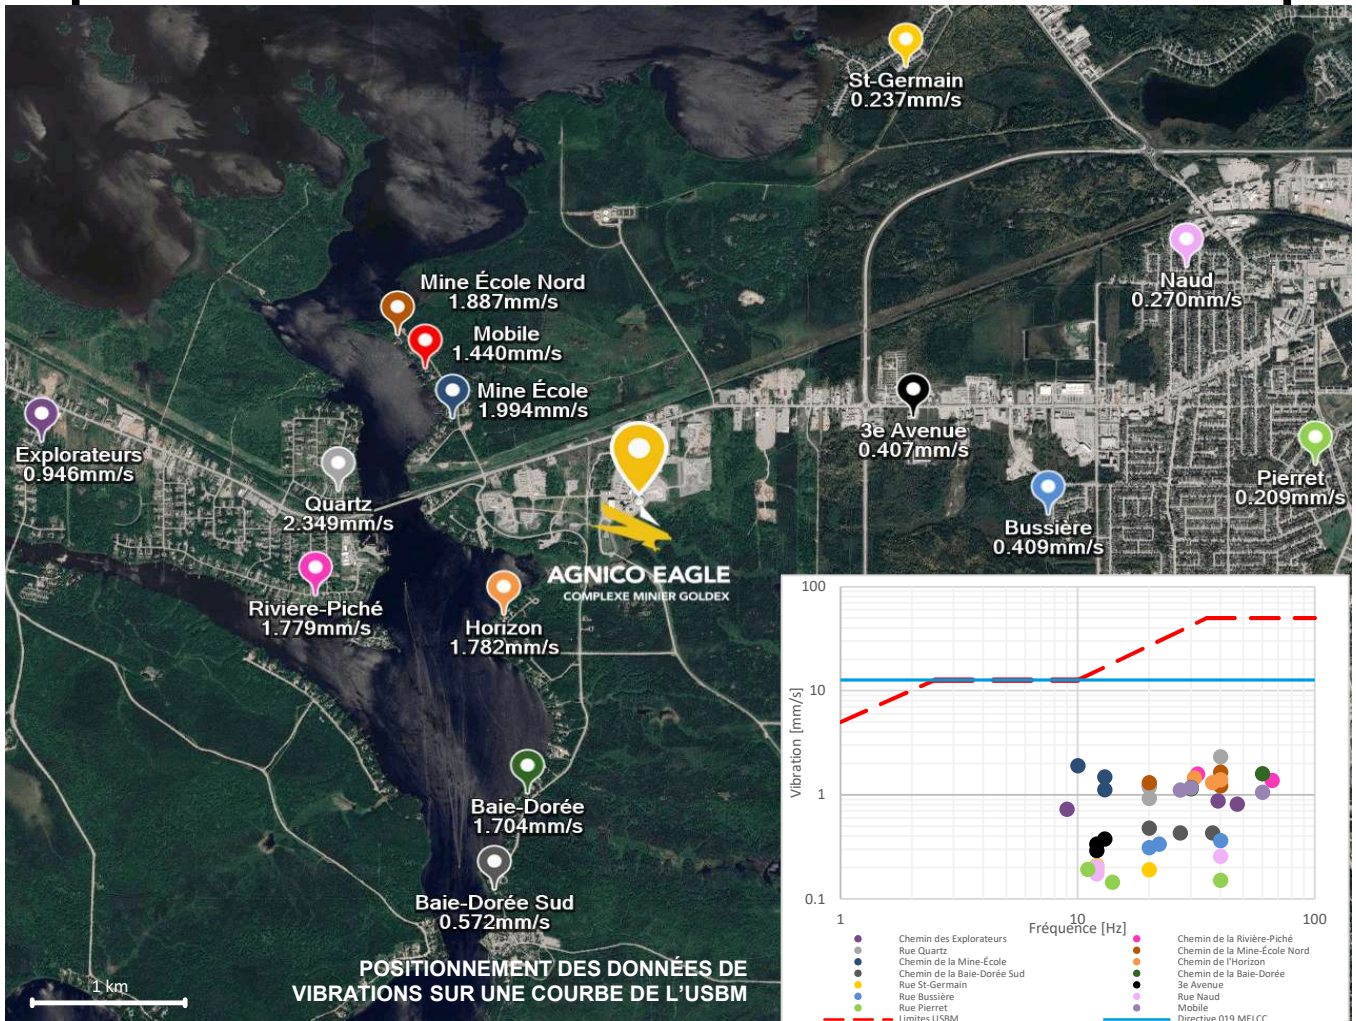 St-Germain
0.237mm/s
Naud
0.270mm/s
Mine École Nord
1.887mm/s
Mobile
1.440mm/s
Mine École
1.994mm/s
Explorateurs
0.946mm/s
Quartz
2.349mm/s
3e Avenue
0.407mm/s
Pierret
0.209mm/s
Bussière
0.409mm/s
AGNICO EAGLE
COMPLEXE MINIER GOLDEX
Riviere-Piché
1.779mm/s
Horizon
1.782mm/s
Baie-Dorée
1.704mm/s
Baie-Dorée Sud
0.572mm/s
POSITIONNEMENT DES DONNÉES DE
VIBRATIONS SUR UNE COURBE DE L'USBM
1 km
Vibration [mm/s]
100
10
1
0.1
1
10
100
Fréquence [Hz]
Chemin des Explorateurs
Chemin de la Rivière-Piché
Rue Quartz
Chemin de la Mine-École Nord
Chemin de la Mine-École
Chemin de l'Horizon
Chemin de la Baie-Dorée Sud
Chemin de la Baie-Dorée
Rue St-Germain
3e Avenue
Rue Bussière
Rue Naud
Rue Pierret
Mobile
Limites USBM
Directive 019 MELCC